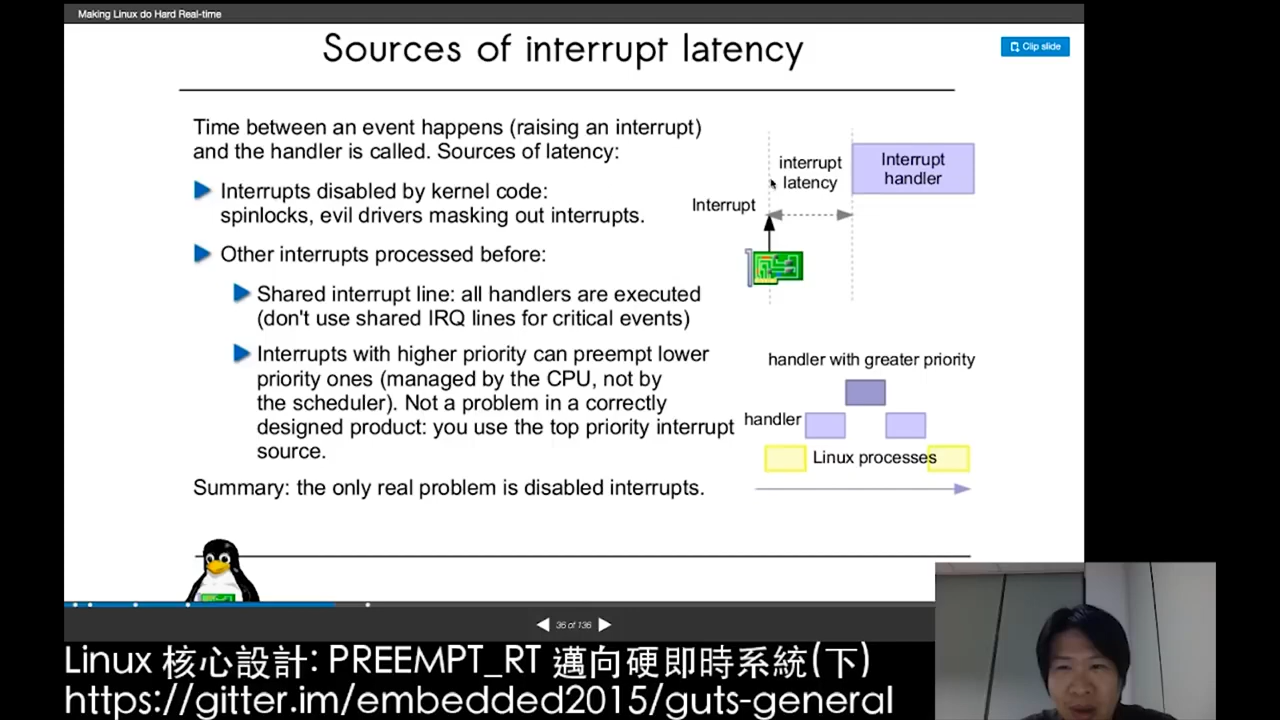 Making Linux do Hard Real-time
Sources of interrupt latency
Clip slide
Time between an event happens (raising an interrupt)
and the handler is called. Sources of latency:
Interrupts disabled by kernel code:
spinlocks, evil drivers masking out interrupts.
Other interrupts processed before:
Shared interrupt line: all handlers are executed
(don't use shared IRQ lines for critical events)
Interrupts with higher priority can preempt lower
priority ones (managed by the CPU, not by
the scheduler). Not a problem in a correctly
designed product: you use the top priority interrupt
source.
Summary: the only real problem is disabled interrupts.
interrupt
latency
Interrupt
handler
Interrupt
handler with greater priority
handler
Linux processes
36 of 136
Linux 核心設計: PREEMPT_RT 邁向硬即時系統(下)
https://gitter.im/embedded2015/guts-general